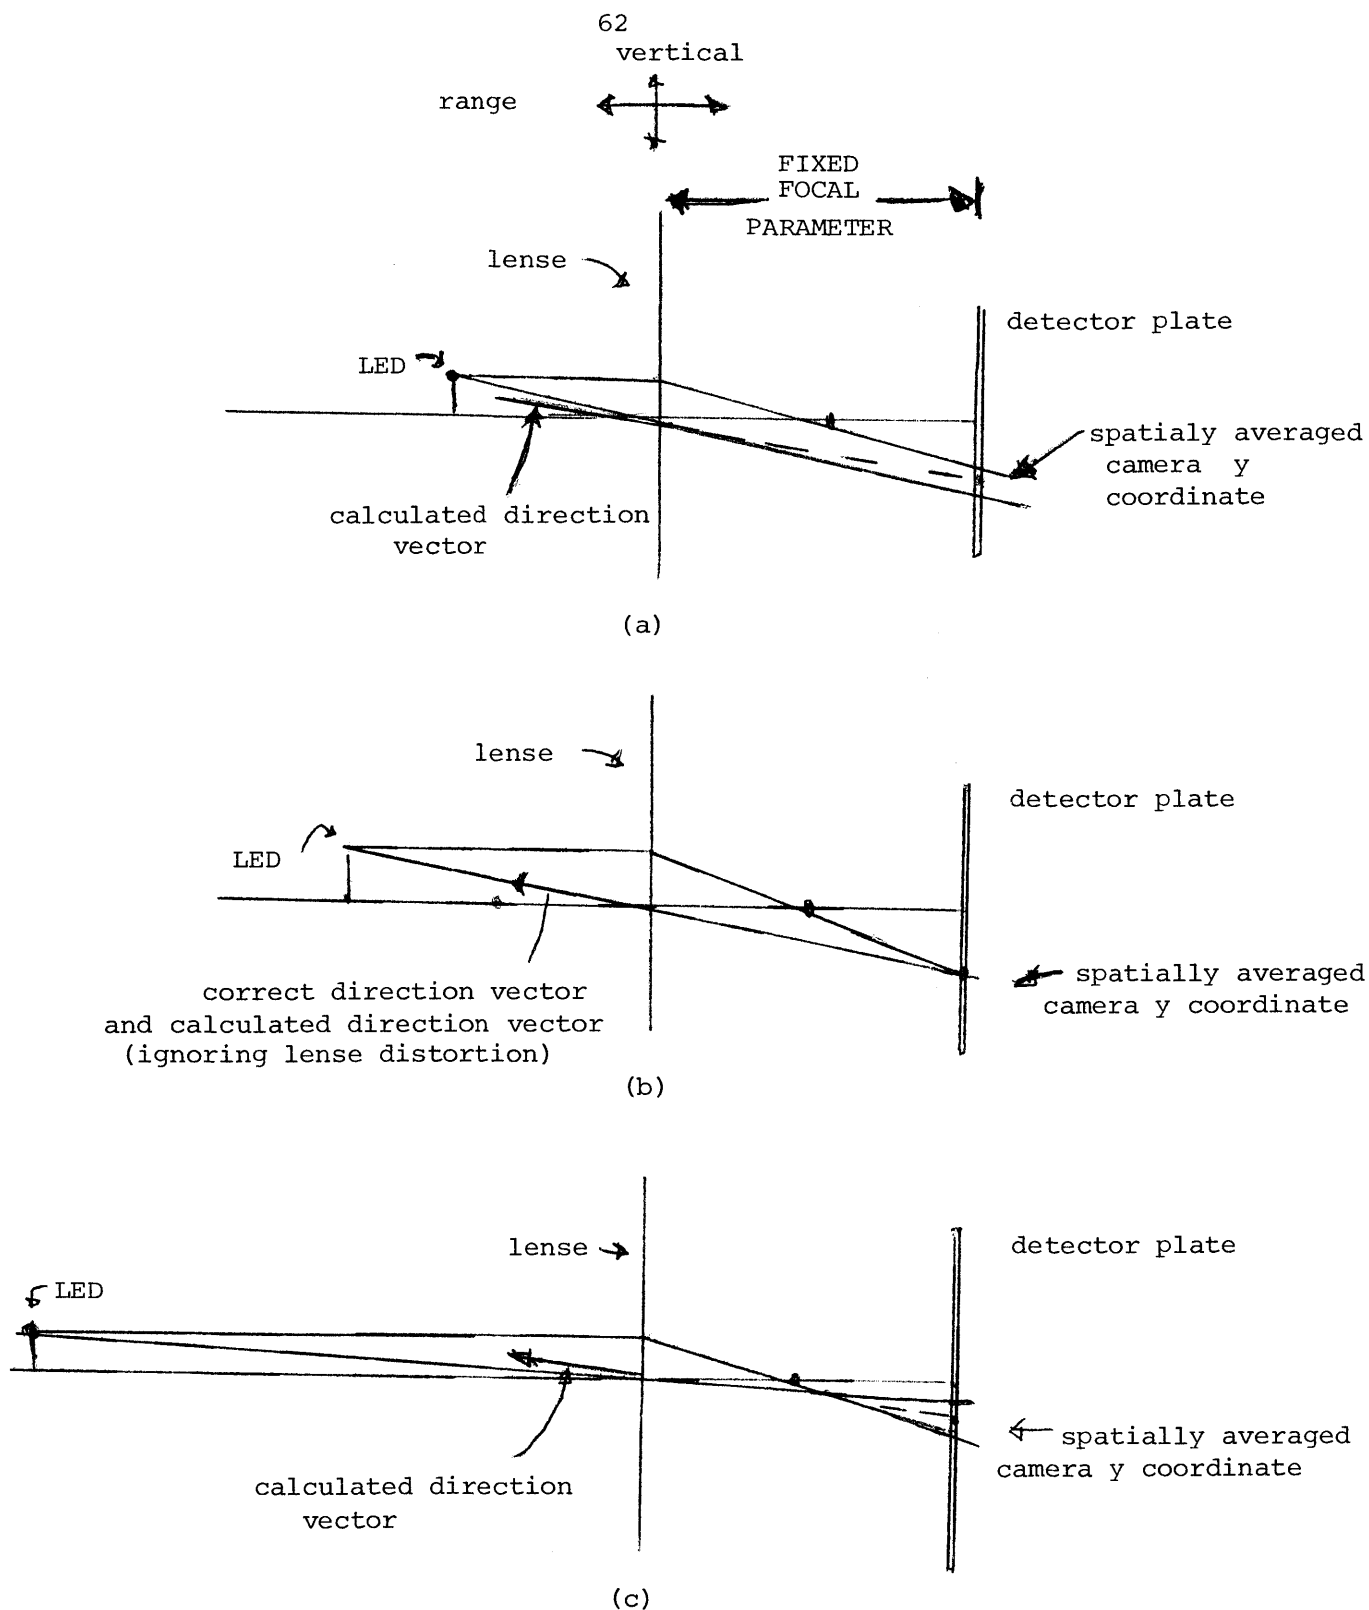 62
vertical
range
FIXED
FOCAL
PARAMETER
lense
detector plate
LED
spatialy averaged
camera y
coordinate
calculated direction
vector
(a)
lense
detector plate
LED
spatially averaged
camera y coordinate
correct direction vector
and calculated direction vector
(ignoring lense distortion)
(b)
lense
detector plate
LED
spatially averaged
camera y coordinate
calculated direction
vector
(c)